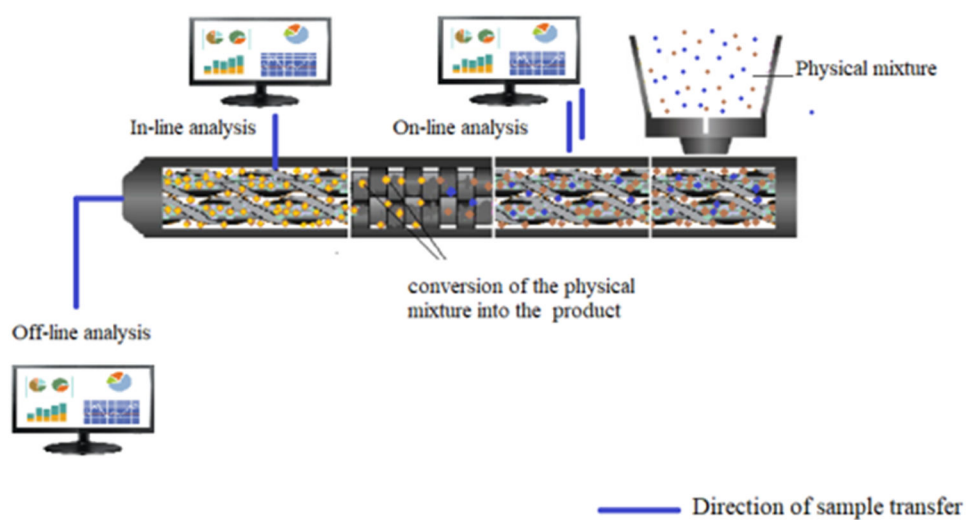 Physical mixture
In-line analysis
On-line analysis
conversion of the physical
mixture into the  product
Off-line analysis
Direction of sample transfer